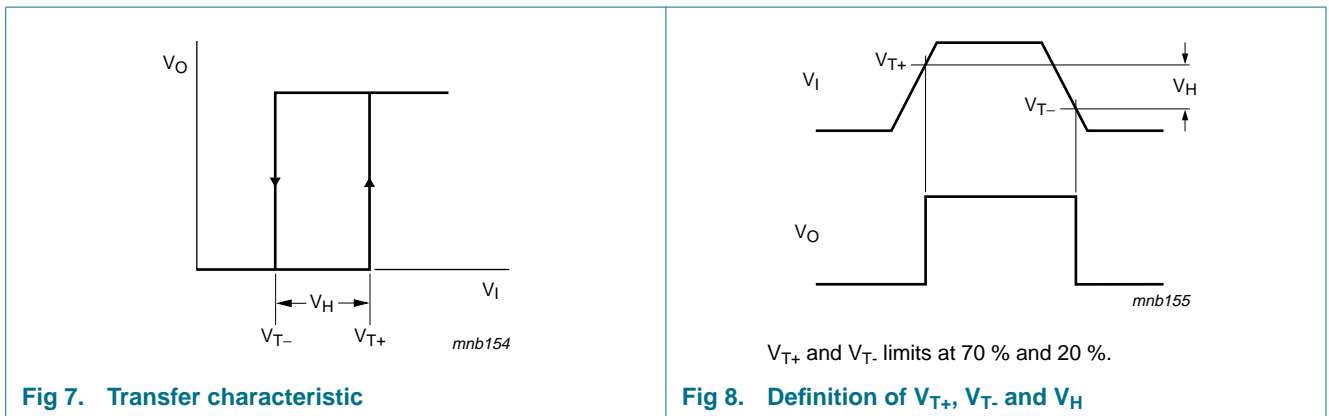 V_O
V_I
V_H
V_T–
V_T+
mnb154
Fig 7. Transfer characteristic
V_T+
V_I
V_H
V_T–
V_O
mnb155
V_T+ and V_T- limits at 70 % and 20 %.
Fig 8. Definition of V_T+, V_T- and V_H